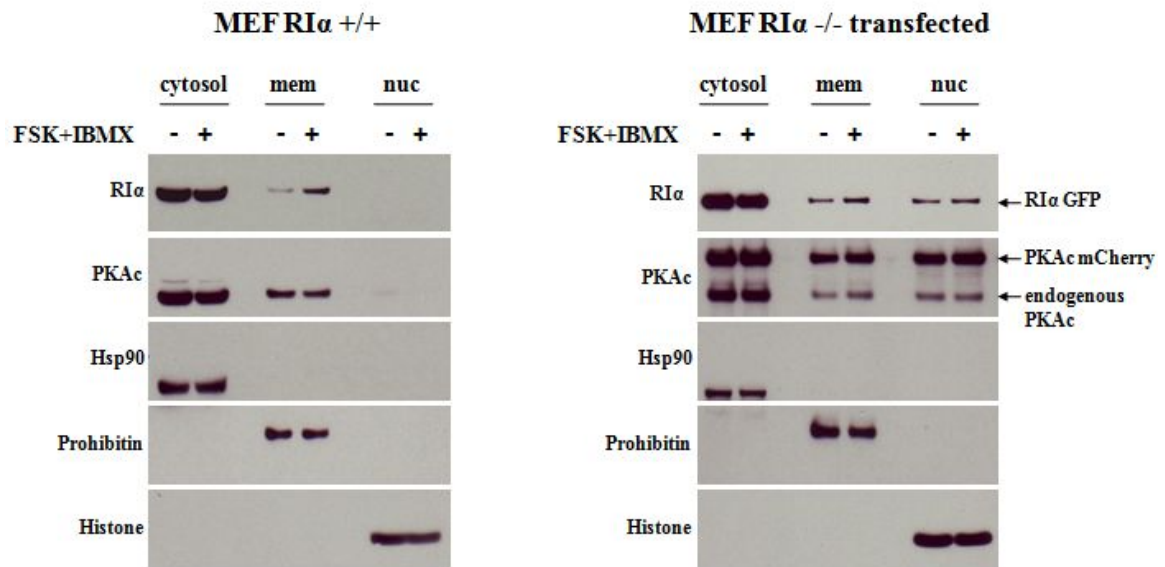 MEF RIα +/+
cytosol mem nuc
FSK+IBMX - + - + - +
RIα
PKAc
Hsp90
Prohibitin
Histone
MEF RIα -/- transfected
cytosol mem nuc
FSK+IBMX - + - + - +
RIα
RIα GFP
PKAc
PKAc mCherry
endogenous
PKAc
Hsp90
Prohibitin
Histone